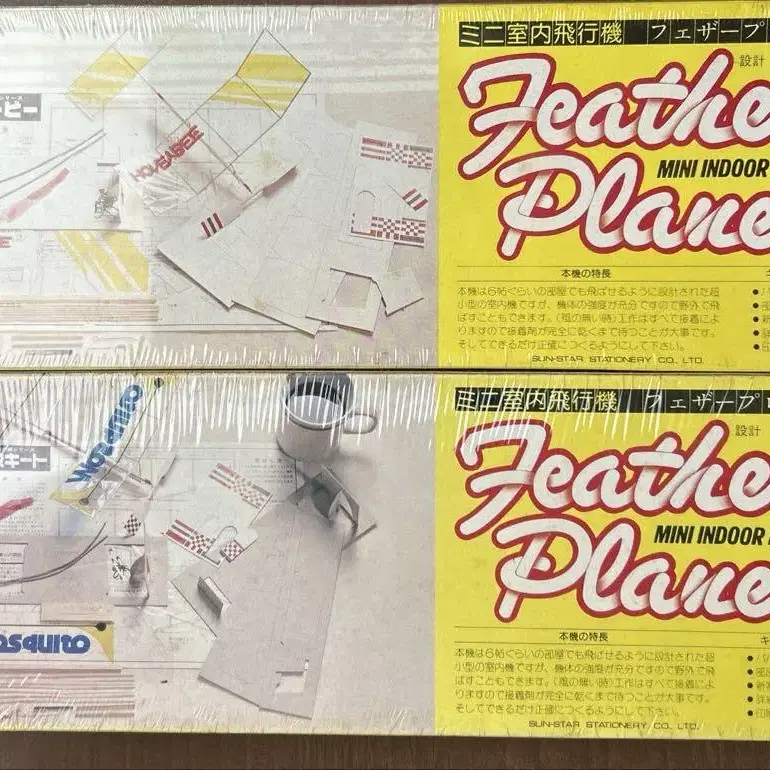 ミニ室内飛行機 フェザープ
設計
Feathe
MINI INDOOR
Plane
ービー
HONEYBEE
本機の特長
本機は6帖ぐらいの部屋でも飛ばせるように設計された超
小型の室内機ですが、機体の強度が充分ですので野外で飛
ばすこともできます。(風の無い時)工作はすべて接着によ
りますので接着剤が完全に乾くまで待つことが大事です。
そしてできるだけ正確につくるようにして下さい。
SUN-STAR STATIONERY CO., LTD.
ミニ室内飛行機 フェザープ
設計
Feathe
MINI INDOOR
Plane
キート
Mosquito
osquito
本機の特長
キ
本機は6帖ぐらいの部屋でも飛ばせるように設計された超
小型の室内機ですが、機体の強度が充分ですので野外で飛
ばすこともできます。(風の無い時)工作はすべて接着によ
りますので接着剤が完全に乾くまで待つことが大事です。
そしてできるだけ正確につくるようにして下さい。
SUN-STAR STATIONERY CO., LTD.